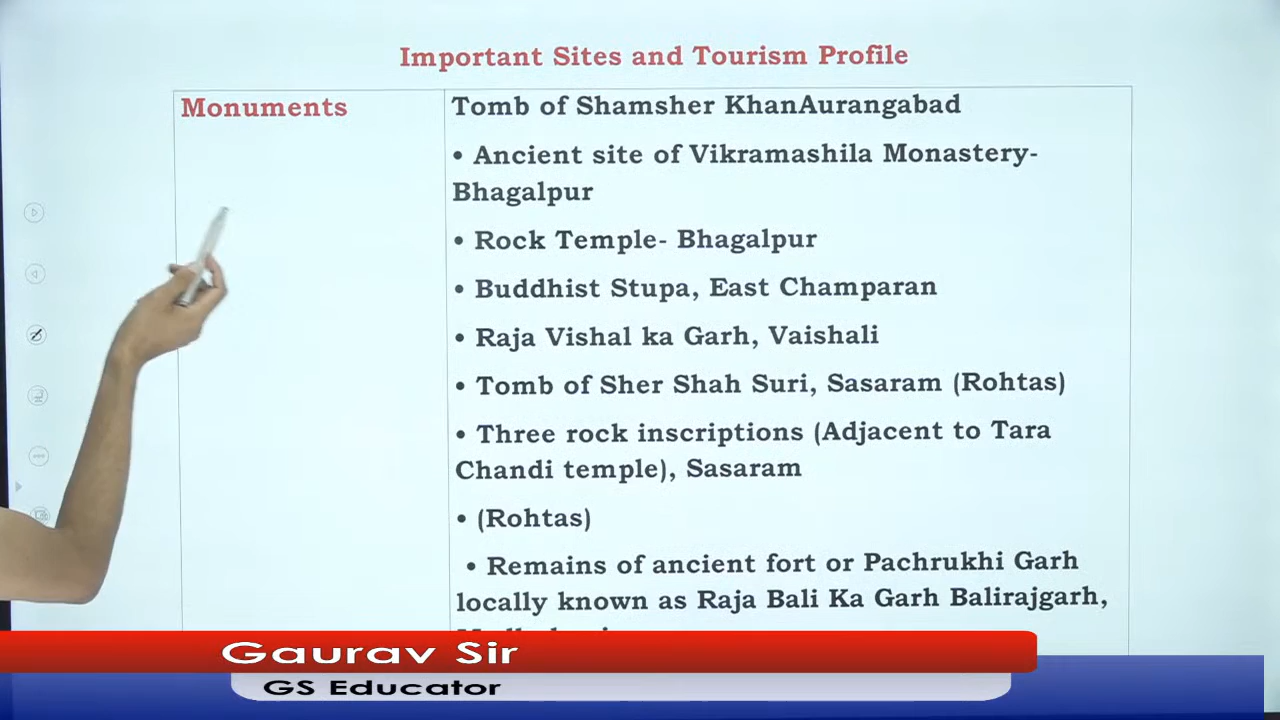 Important Sites and Tourism Profile
Monuments
Tomb of Shamsher KhanAurangabad
• Ancient site of Vikramashila Monastery-
Bhagalpur
• Rock Temple- Bhagalpur
• Buddhist Stupa, East Champaran
• Raja Vishal ka Garh, Vaishali
• Tomb of Sher Shah Suri, Sasaram (Rohtas)
• Three rock inscriptions (Adjacent to Tara
Chandi temple), Sasaram
• (Rohtas)
• Remains of ancient fort or Pachrukhi Garh
locally known as Raja Bali Ka Garh Balirajgarh,
Gaurav Sir
GS Educator